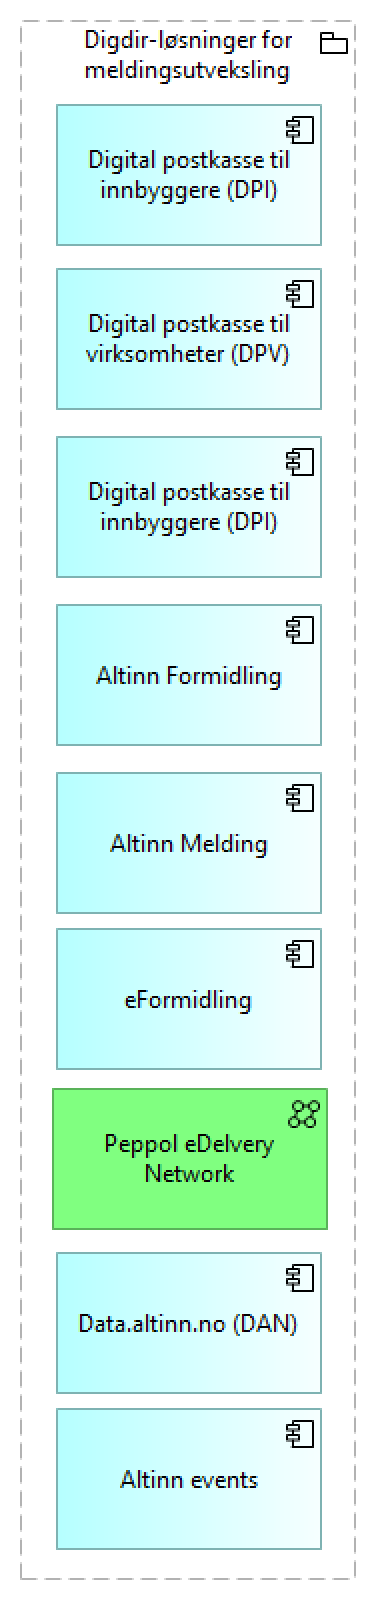 Digdir-løsninger for
meldingsutveksling
Digital postkasse til
innbyggere (DPI)
Digital postkasse til
virksomheter (DPV)
Digital postkasse til
innbyggere (DPI)
Altinn Formidling
Altinn Melding
eFormidling
Peppol eDelvery
Network
Data.altinn.no (DAN)
Altinn events